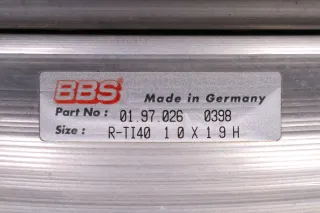 BBS® Made in Germany
Part No : 01.97.026 0398
Size : R-TI40 10X19H